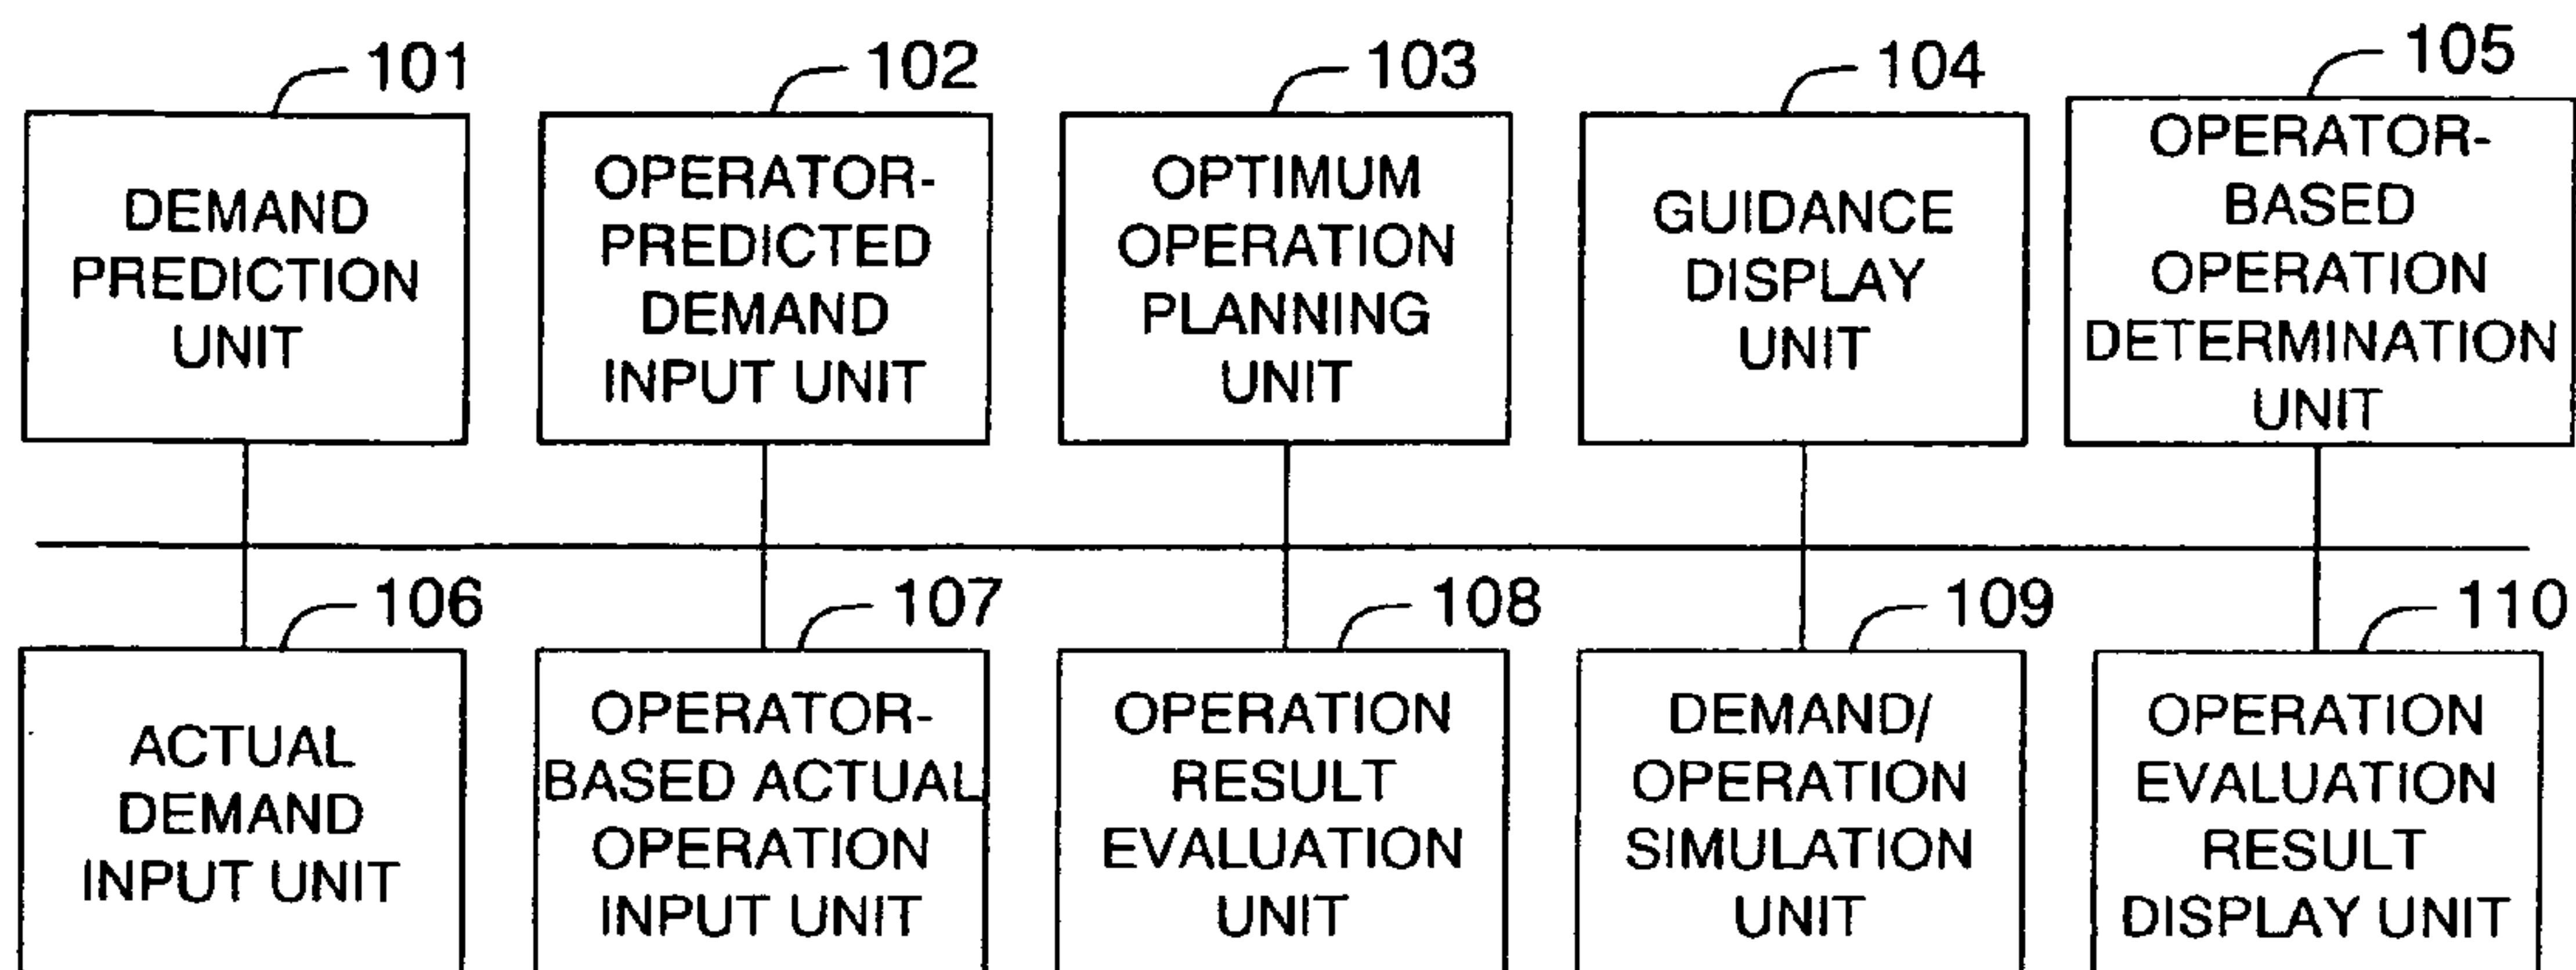 101
DEMAND
PREDICTION
UNIT
102
OPERATOR-
PREDICTED
DEMAND
INPUT UNIT
103
OPTIMUM
OPERATION
PLANNING
UNIT
104
GUIDANCE
DISPLAY
UNIT
105
OPERATOR-
BASED
OPERATION
DETERMINATION
UNIT
106
ACTUAL
DEMAND
INPUT UNIT
107
OPERATOR-
BASED ACTUAL
OPERATION
INPUT UNIT
108
OPERATION
RESULT
EVALUATION
UNIT
109
DEMAND/
OPERATION
SIMULATION
UNIT
110
OPERATION
EVALUATION
RESULT
DISPLAY UNIT